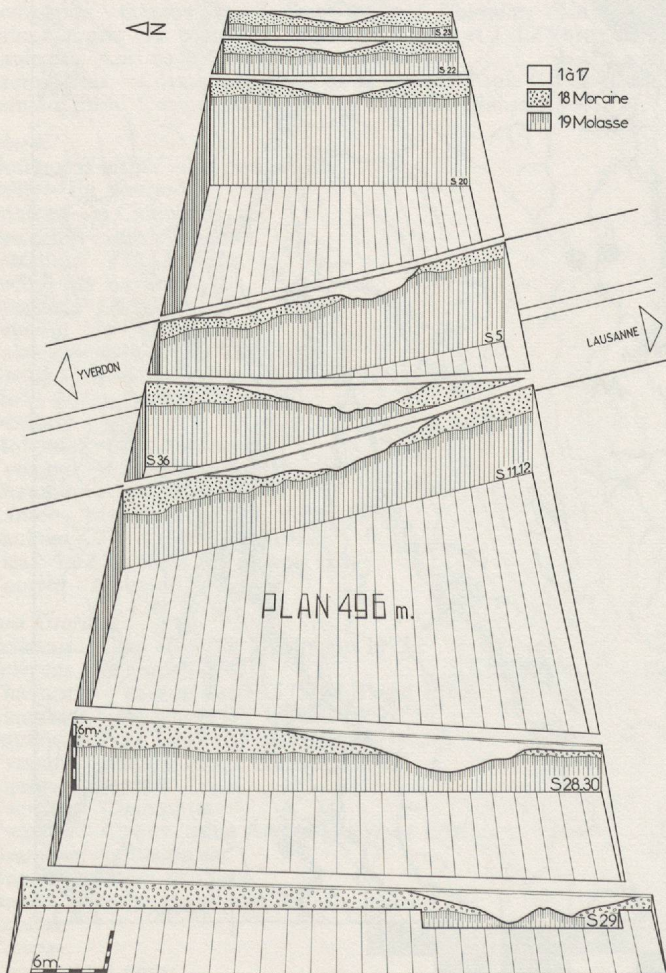 N
S 23
S 22
1 à 17
18 Moraine
19 Molasse
S 20
S 5
LAUSANNE
YVERDON
S 36
S 11.12
PLAN 496 m.
6m.
S 28.30
S 29
6m.